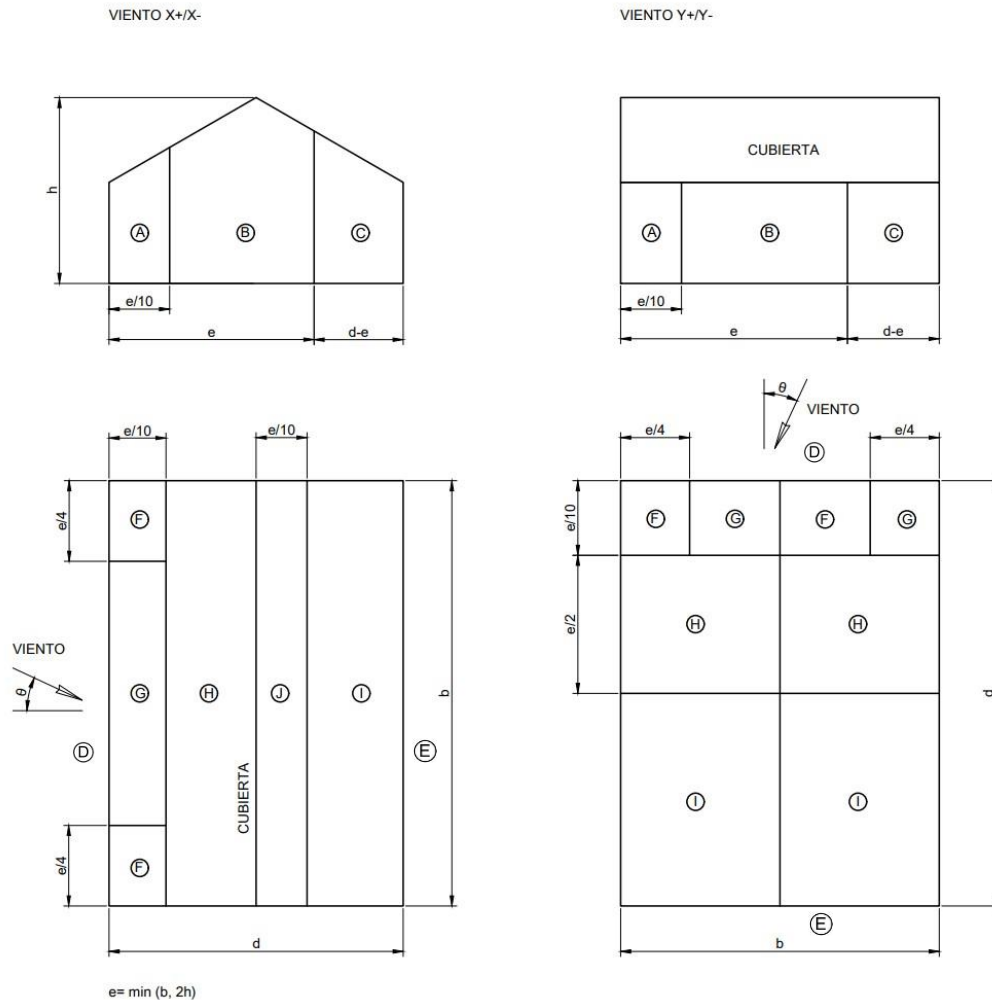 VIENTO X+/X-
VIENTO Y+/Y-
h
A
B
C
e/10
e
d-e
CUBIERTA
A
B
C
e/10
e
d-e
e/10
e/10
e/4
F
VIENTO
θ
G
H
J
I
D
E
CUBIERTA
b
e/4
F
d
e= min (b, 2h)
θ
VIENTO
e/4
e/4
D
e/10
F
G
F
G
e/2
H
H
d
I
I
E
b